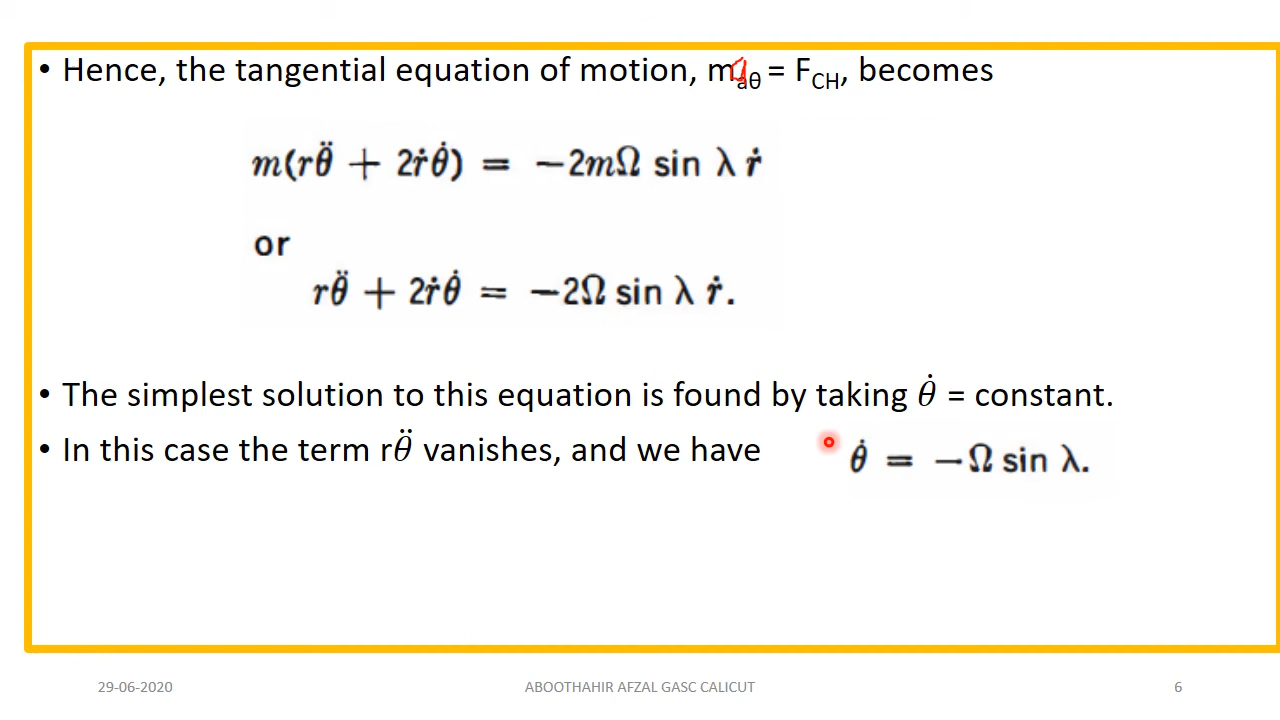 • Hence, the tangential equation of motion, maaθ = FCH, becomes
m(rθ̈ + 2ṙθ̇) = −2mΩ sin λ ṙ
or
rθ̈ + 2ṙθ̇ = −2Ω sin λ ṙ.
• The simplest solution to this equation is found by taking θ̇ = constant.
• In this case the term rθ̈ vanishes, and we have θ̇ = −Ω sin λ.
29-06-2020 ABOOTHAHIR AFZAL GASC CALICUT 6